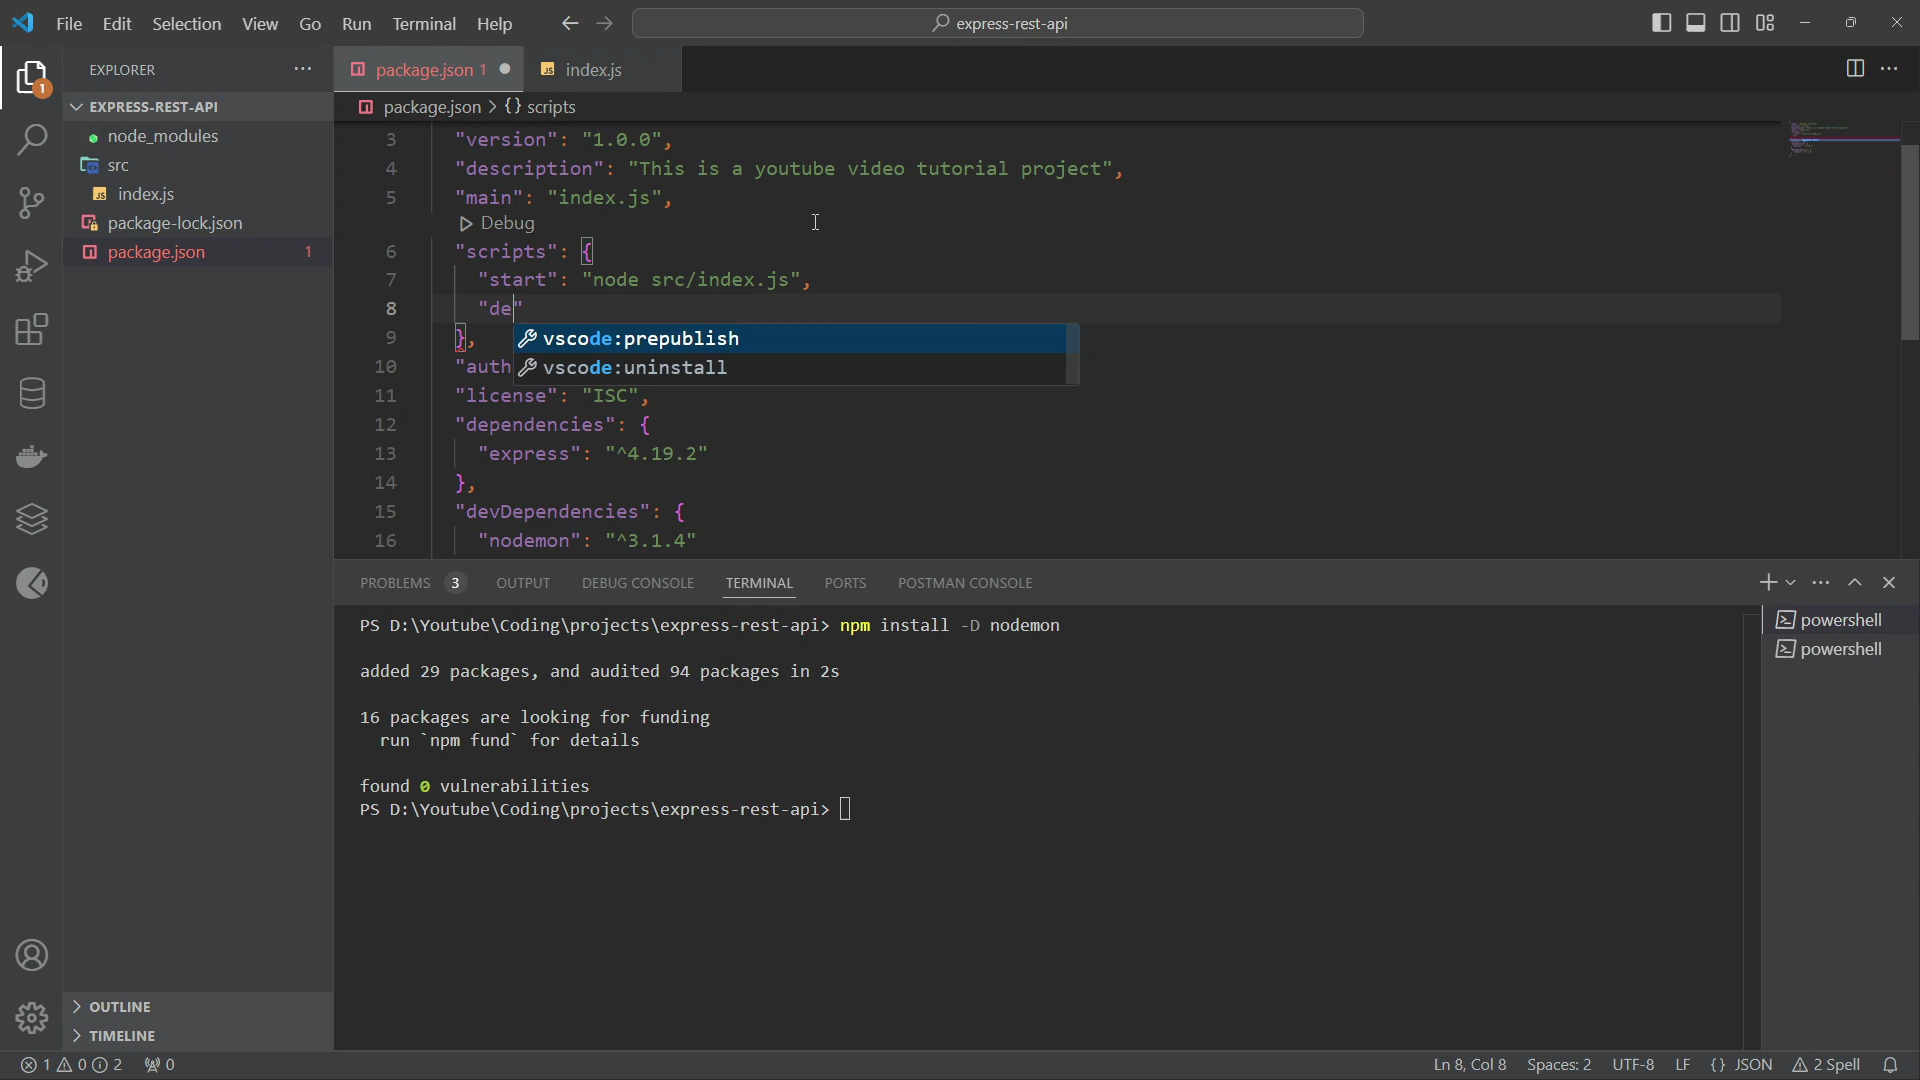 File Edit Selection View Go Run Terminal Help
express-rest-api
EXPLORER
package.json 1
index.js
EXPRESS-REST-API
package.json > {} scripts
node_modules
src
index.js
package-lock.json
package.json 1
3 "version": "1.0.0",
4 "description": "This is a youtube video tutorial project",
5 "main": "index.js",
Debug
6 "scripts": {
7 "start": "node src/index.js",
8 "de"
9 },
vscode:prepublish
10 "auth
vscode:uninstall
11 "license": "ISC",
12 "dependencies": {
13 "express": "^4.19.2"
14 },
15 "devDependencies": {
16 "nodemon": "^3.1.4"
PROBLEMS 3 OUTPUT DEBUG CONSOLE TERMINAL PORTS POSTMAN CONSOLE
PS D:\Youtube\Coding\projects\express-rest-api> npm install -D nodemon
added 29 packages, and audited 94 packages in 2s
16 packages are looking for funding
run `npm fund` for details
found 0 vulnerabilities
PS D:\Youtube\Coding\projects\express-rest-api>
powershell
powershell
OUTLINE
TIMELINE
1 0 2 0
Ln 8, Col 8 Spaces: 2 UTF-8 LF {} JSON 2 Spell